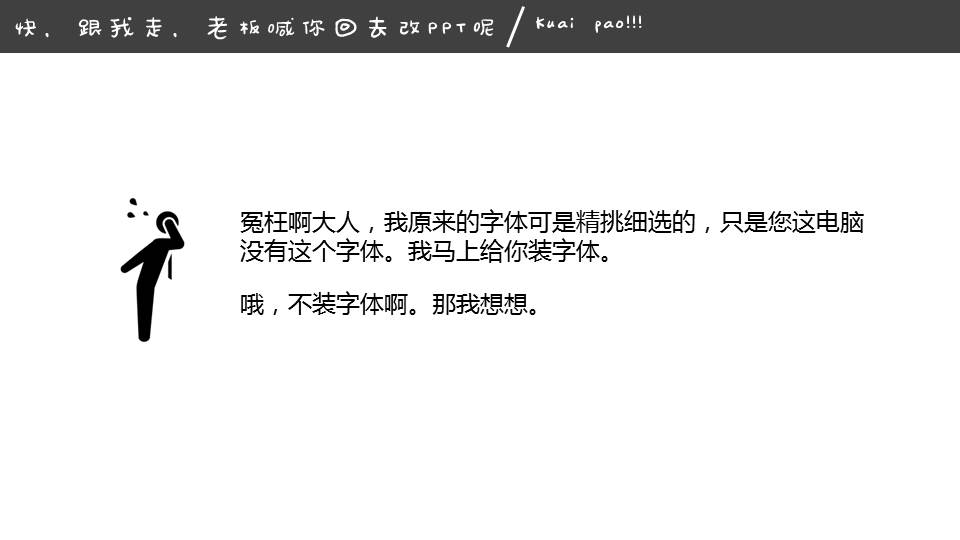 快，跟我走，老板喊你回去改PPT呢/Kuai pao!!!
冤枉啊大人，我原来的字体可是精挑细选的，只是您这电脑
没有这个字体。我马上给你装字体。
哦，不装字体啊。那我想想。